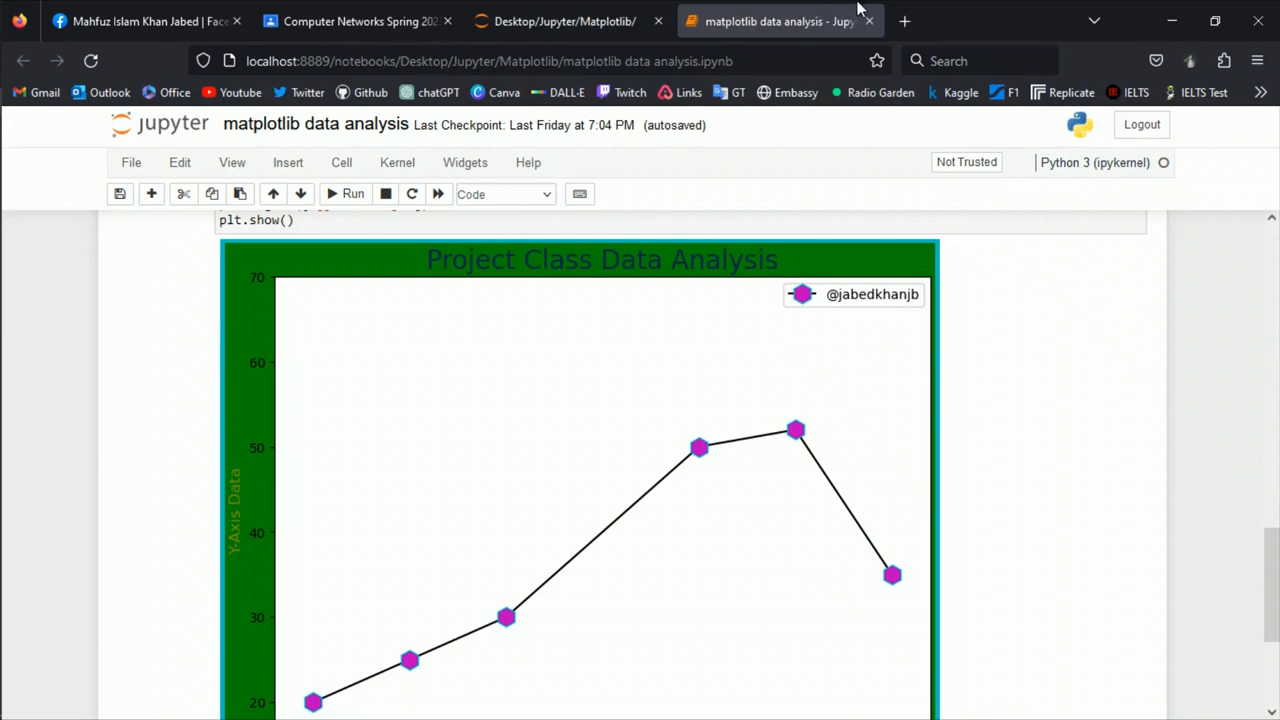 Mahfuz Islam Khan Jabed | Fac
Computer Networks Spring 202
Desktop/Jupyter/Matplotlib/
matplotlib data analysis - Jupy
localhost:8889/notebooks/Desktop/Jupyter/Matplotlib/matplotlib data analysis.ipynb
Search
Gmail Outlook Office Youtube Twitter Github chatGPT Canva DALL-E Twitch Links GT Embassy Radio Garden Kaggle F1 Replicate IELTS IELTS Test
jupyter matplotlib data analysis Last Checkpoint: Last Friday at 7:04 PM (autosaved)
Logout
File Edit View Insert Cell Kernel Widgets Help
Not Trusted
Python 3 (ipykernel)
Run
Code
plt.show()
Project Class Data Analysis
70
@jabedkhanjb
60
50
Y-Axis Data
40
30
20